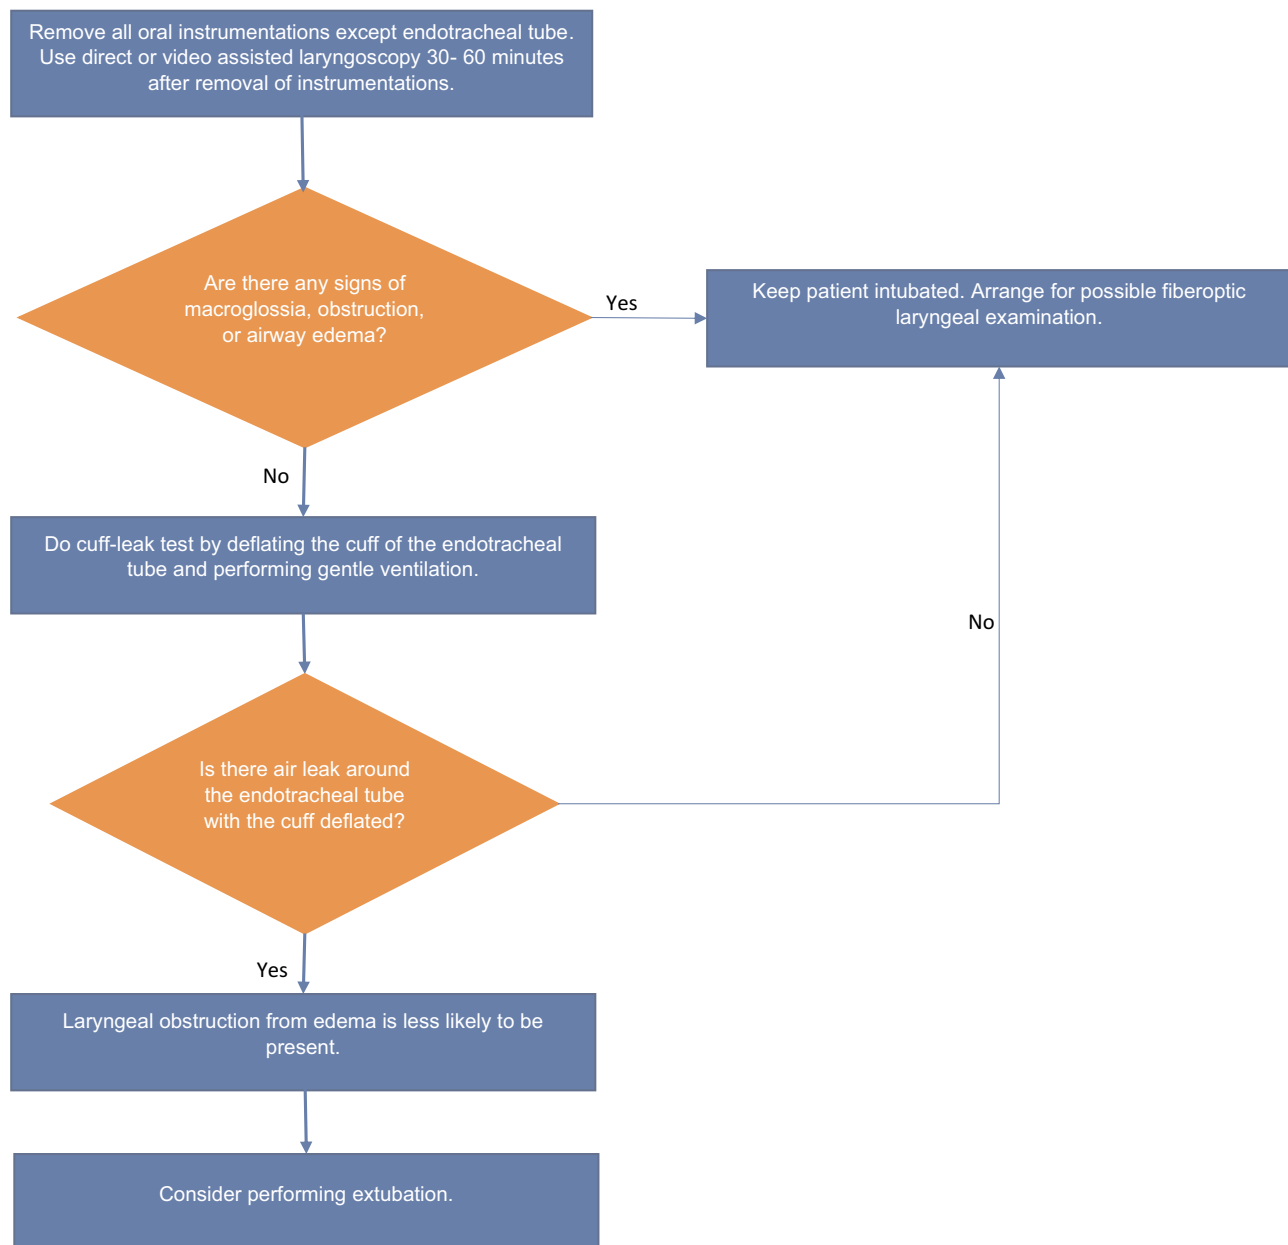 Remove all oral instrumentations except endotracheal tube.
Use direct or video assisted laryngoscopy 30- 60 minutes
after removal of instrumentations.
Are there any signs of
macroglossia, obstruction,
or airway edema?
Yes
Keep patient intubated. Arrange for possible fiberoptic
laryngeal examination.
No
Do cuff-leak test by deflating the cuff of the endotracheal
tube and performing gentle ventilation.
No
Is there air leak around
the endotracheal tube
with the cuff deflated?
Yes
Laryngeal obstruction from edema is less likely to be
present.
Consider performing extubation.